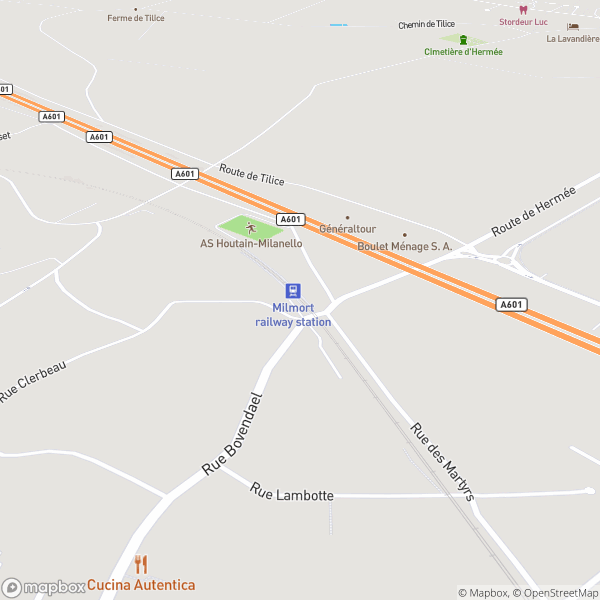 Ferme de Tilice
Chemin de Tilice
Stordeur Luc
La Lavandière
Cimetière d'Hermée
01
A601
set
A601
A601
Route de Tilice
Route de Hermée
A601
Généraltour
AS Houtain-Milanello
Boulet Ménage S. A.
A601
Milmort
railway station
Rue Clerbeau
Rue Bovendael
Rue des Martyrs
Rue Lambotte
Cucina Autentica
mapbox
© Mapbox, © OpenStreetMap